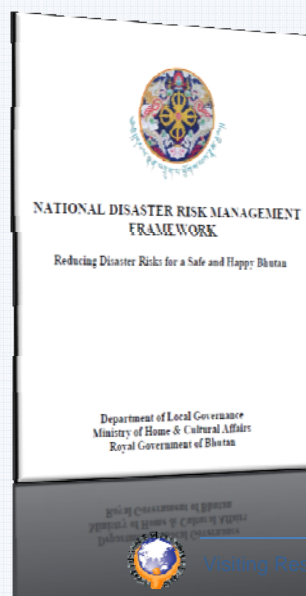 NATIONAL DISASTER RISK MANAGEMENT
FRAMEWORK
Reducing Disaster Risks for a Safe and Happy Bhutan
Department of Local Governance
Ministry of Home & Cultural Affairs
Royal Government of Bhutan
Visiting